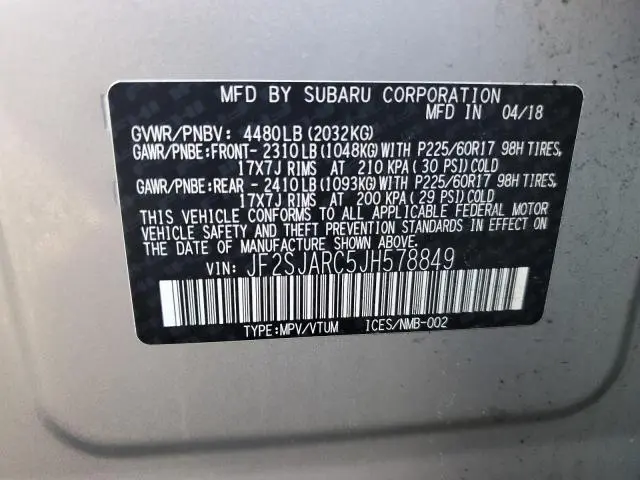 MFD BY SUBARU CORPORATION
MFD IN 04/18
GVWR/PNBV: 4480LB(2032KG)
GAWR/PNBE:FRONT- 2310LB(1048KG)WITH P225/60R17 98H TIRES,
17X7J RIMS AT 210 KPA( 30 PSI)COLD
GAWR/PNBE:REAR - 2410LB(1093KG)WITH P225/60R17 98H TIRES,
17X7J RIMS AT 200 KPA( 29 PSI)COLD
THIS VEHICLE CONFORMS TO ALL APPLICABLE FEDERAL MOTOR
VEHICLE SAFETY AND THEFT PREVENTION STANDARDS IN EFFECT ON
THE DATE OF MANUFACTURE SHOWN ABOVE.
VIN: JF2SJARC5JH578849
TYPE:MPV/VTUM ICES/NMB-002